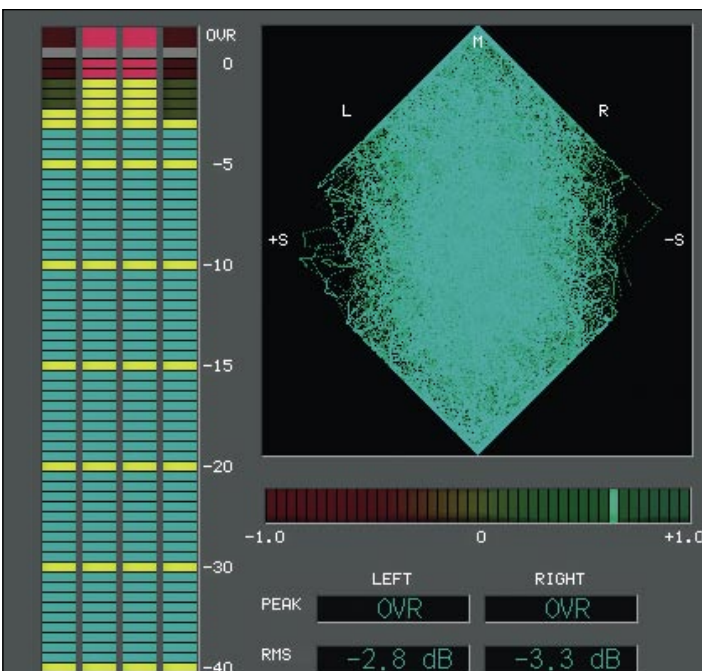 OVR
0
-5
-10
-15
-20
-30
-40
M
L R
+S -S
-1.0 0 +1.0
LEFT RIGHT
PEAK OVR OVR
RMS -2.8 dB -3.3 dB